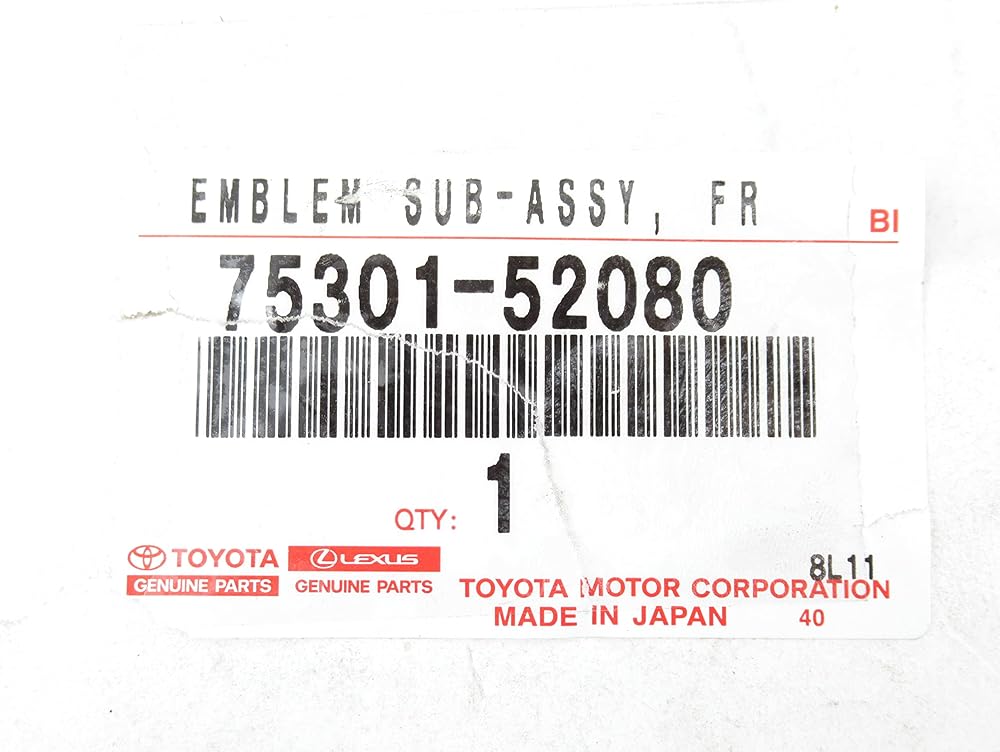 EMBLEM SUB-ASSY, FR
BI
75301-52080
QTY: 1
TOYOTA LEXUS
GENUINE PARTS GENUINE PARTS
8L11
TOYOTA MOTOR CORPORATION
MADE IN JAPAN 40